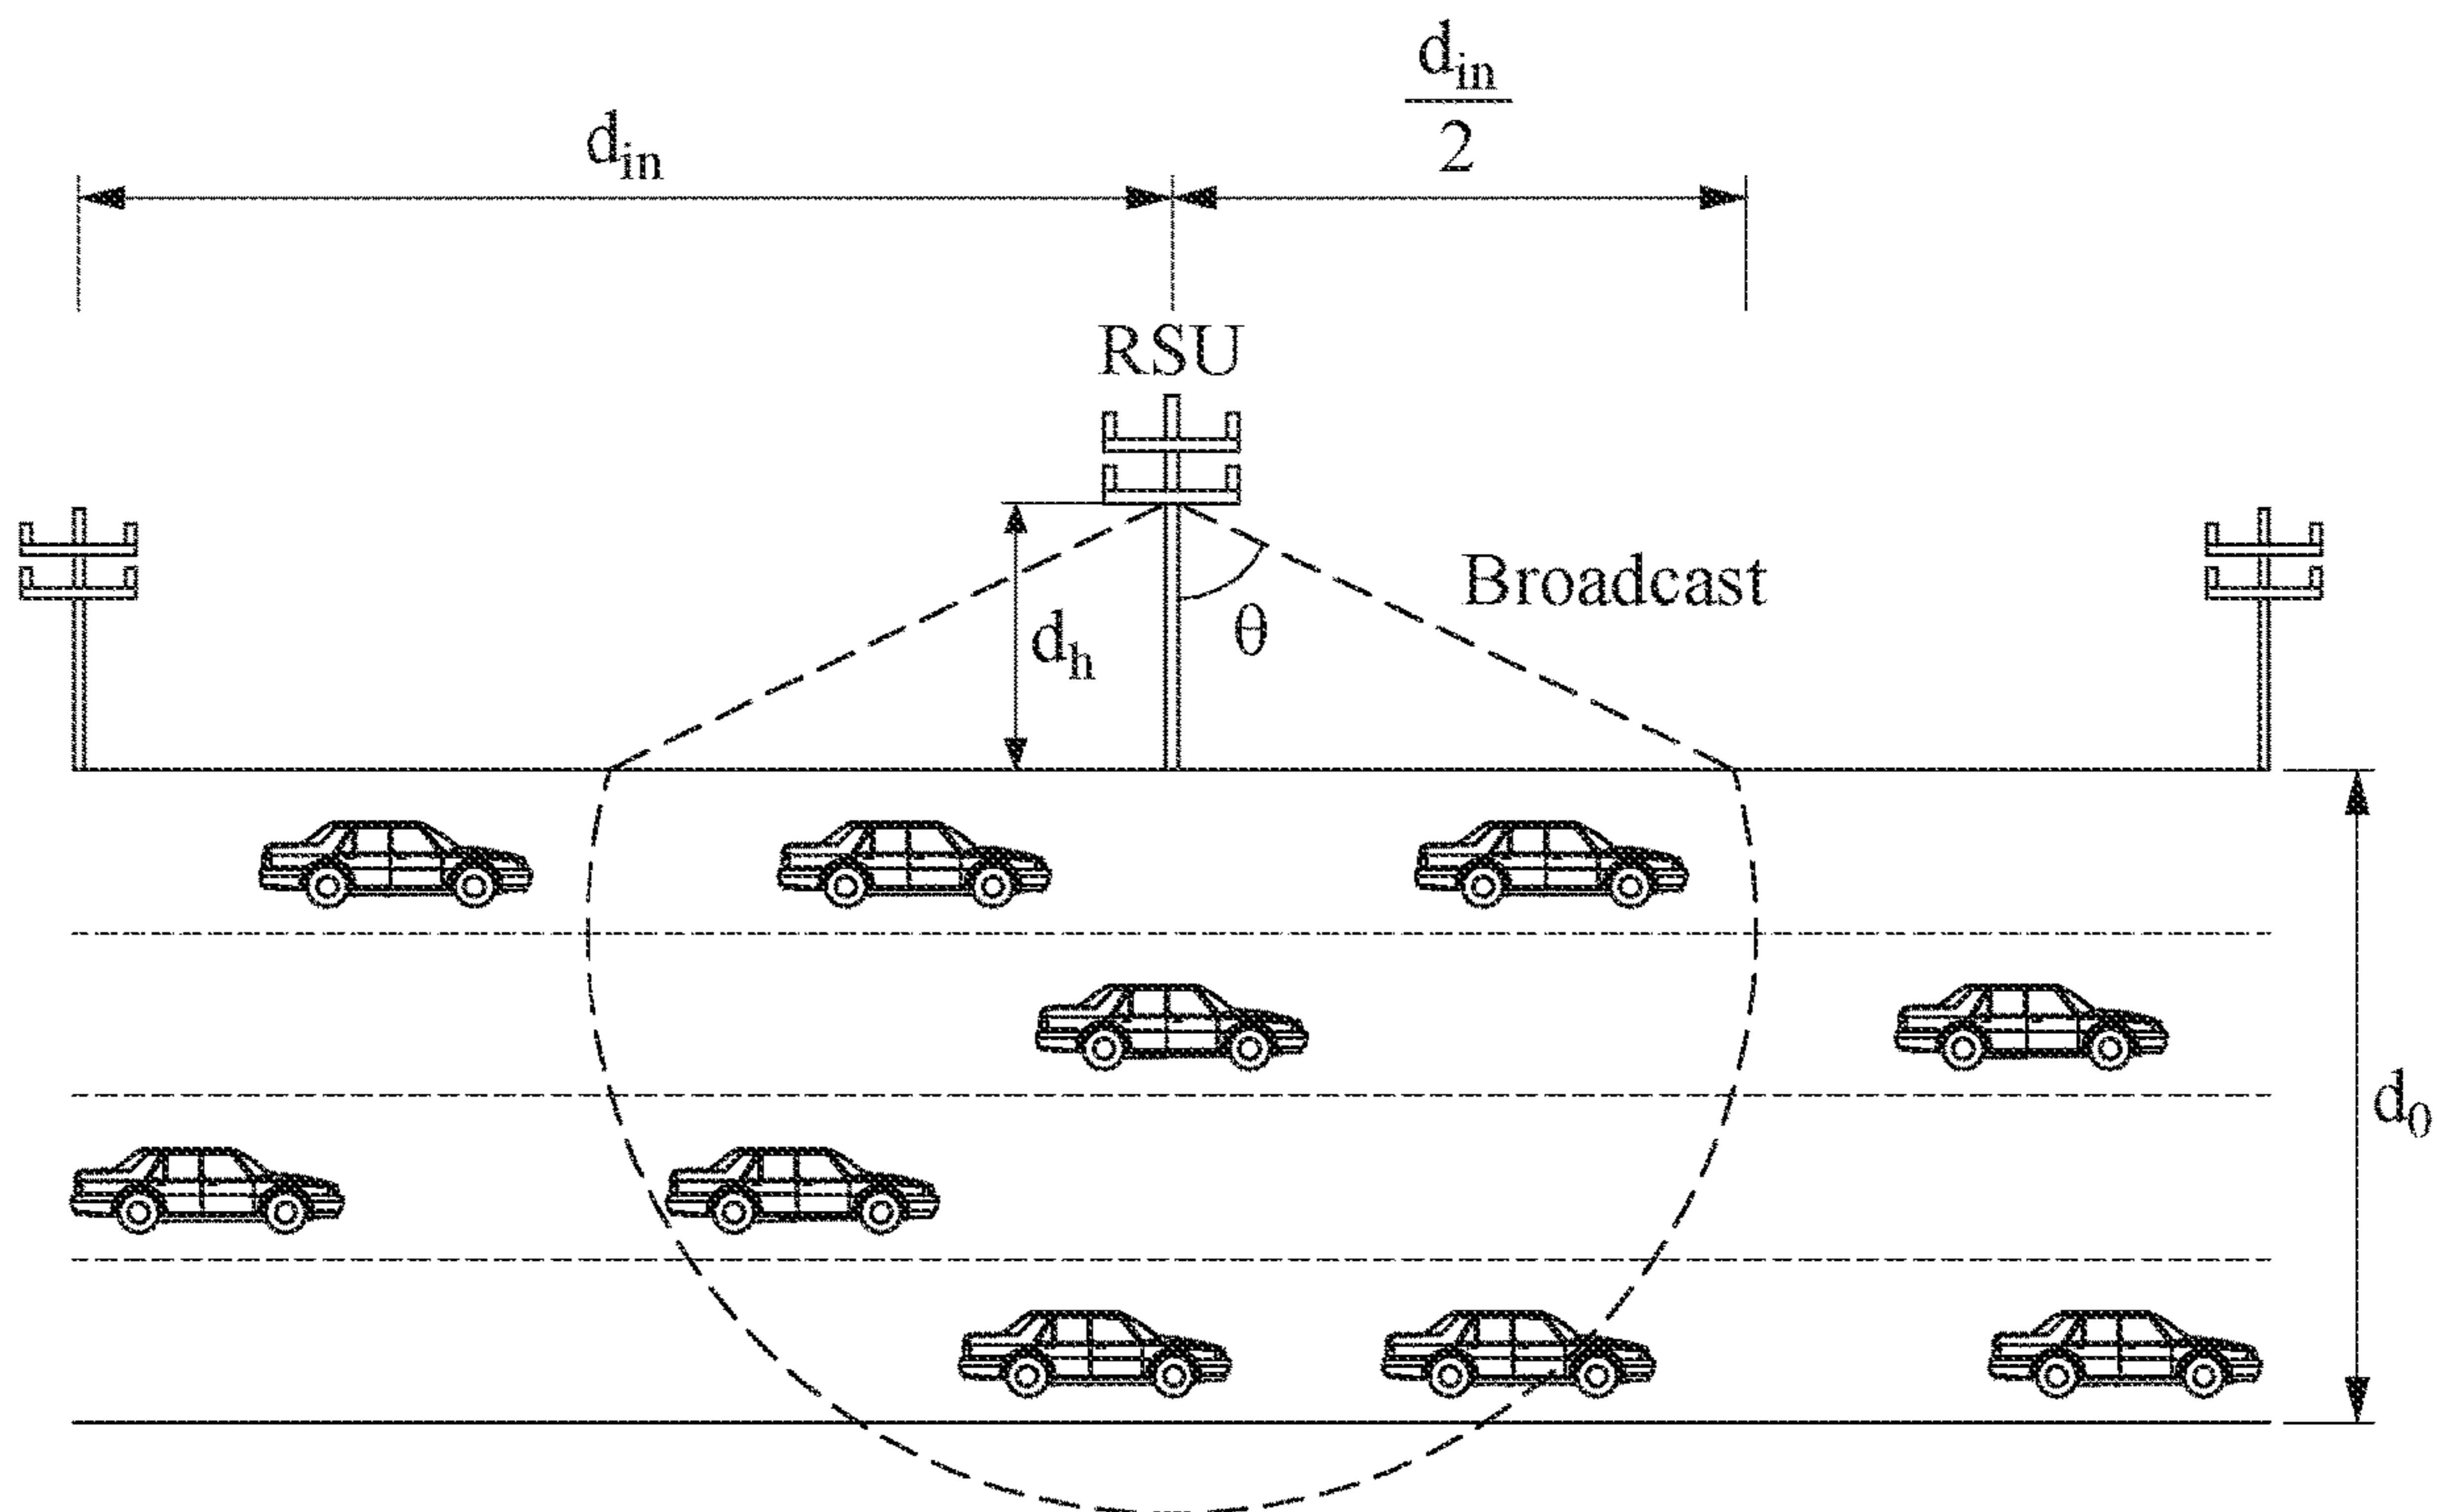 d_in
d_in
2
RSU
Broadcast
θ
d_h
d_0